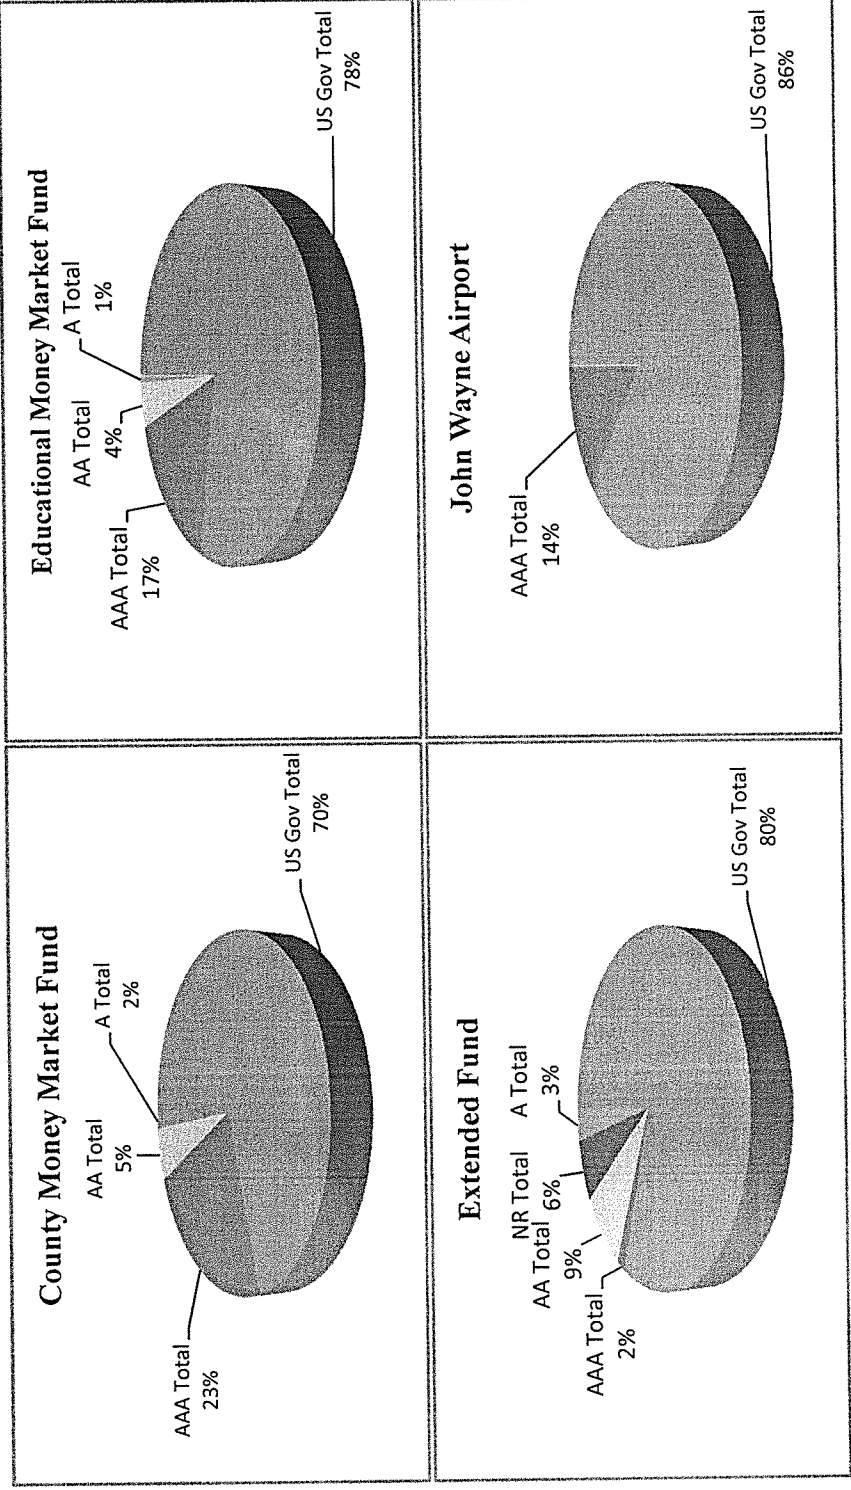 County Money Market Fund
A Total
2%
AA Total
5%
AAA Total
23%
US Gov Total
70%
Educational Money Market Fund
A Total
1%
AA Total
4%
AAA Total
17%
US Gov Total
78%
Extended Fund
A Total
3%
NR Total
6%
AA Total
9%
AAA Total
2%
US Gov Total
80%
John Wayne Airport
AAA Total
14%
US Gov Total
86%